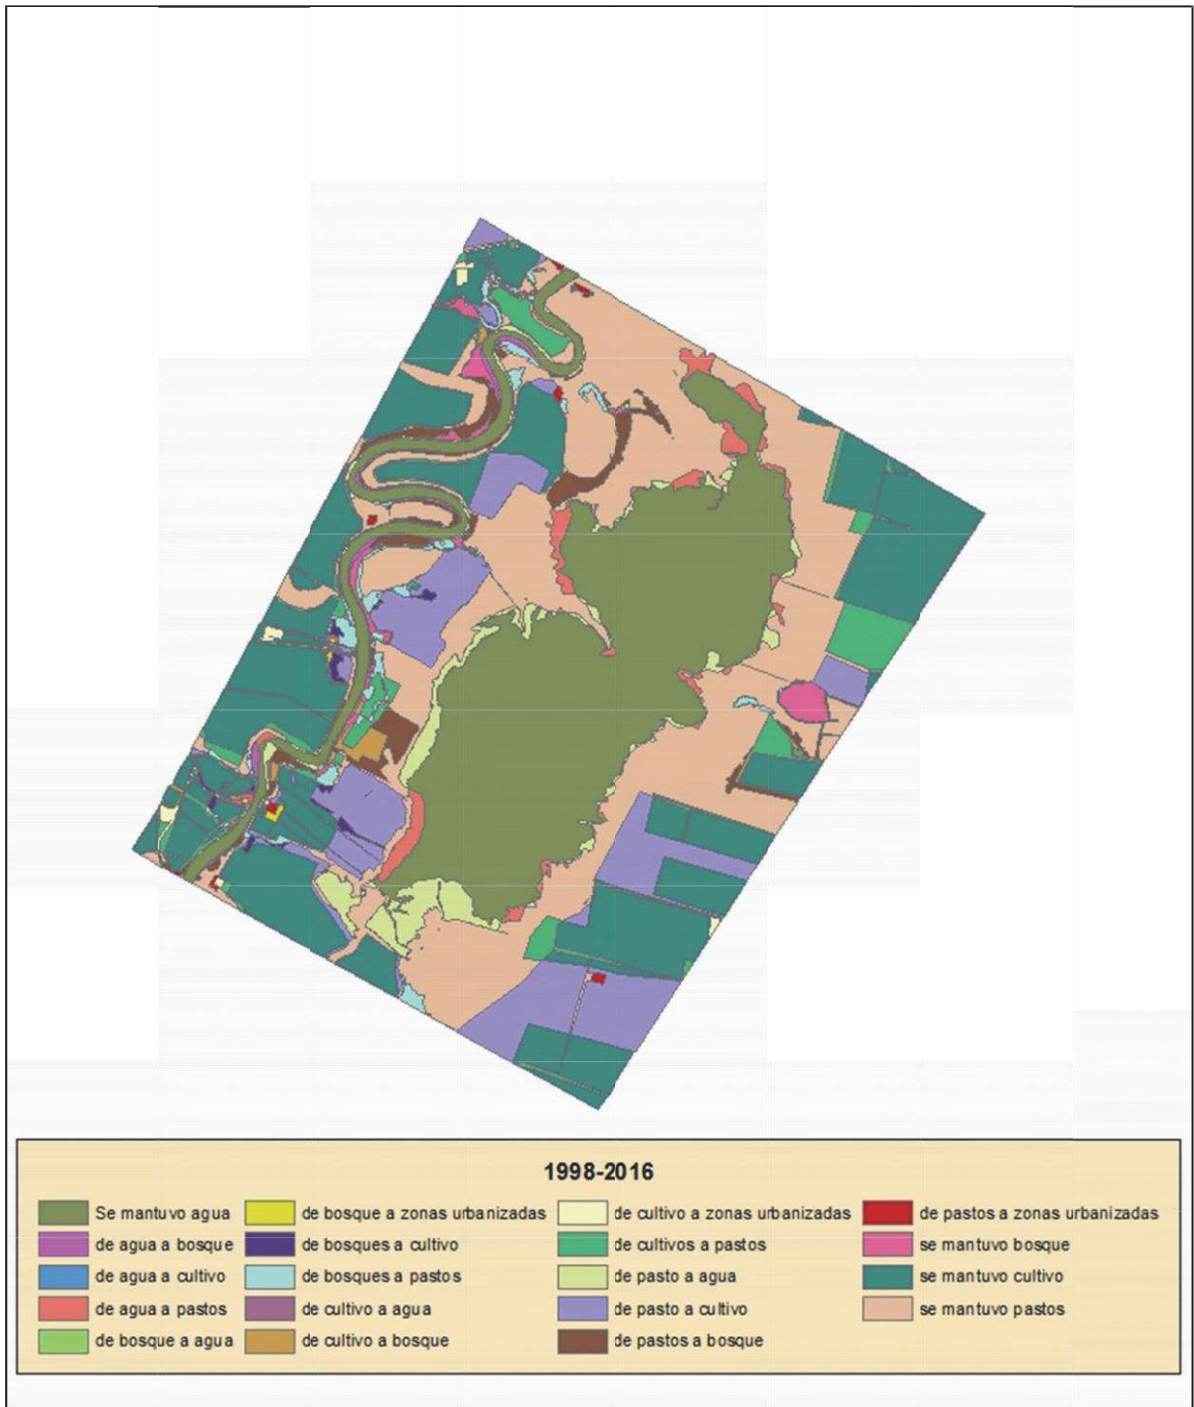 1998-2016
Se mantuvo agua
de agua a bosque
de agua a cultivo
de agua a pastos
de bosque a agua
de bosque a zonas urbanizadas
de bosques a cultivo
de bosques a pastos
de cultivo a agua
de cultivo a bosque
de cultivo a zonas urbanizadas
de cultivos a pastos
de pasto a agua
de pasto a cultivo
de pastos a bosque
de pastos a zonas urbanizadas
se mantuvo bosque
se mantuvo cultivo
se mantuvo pastos